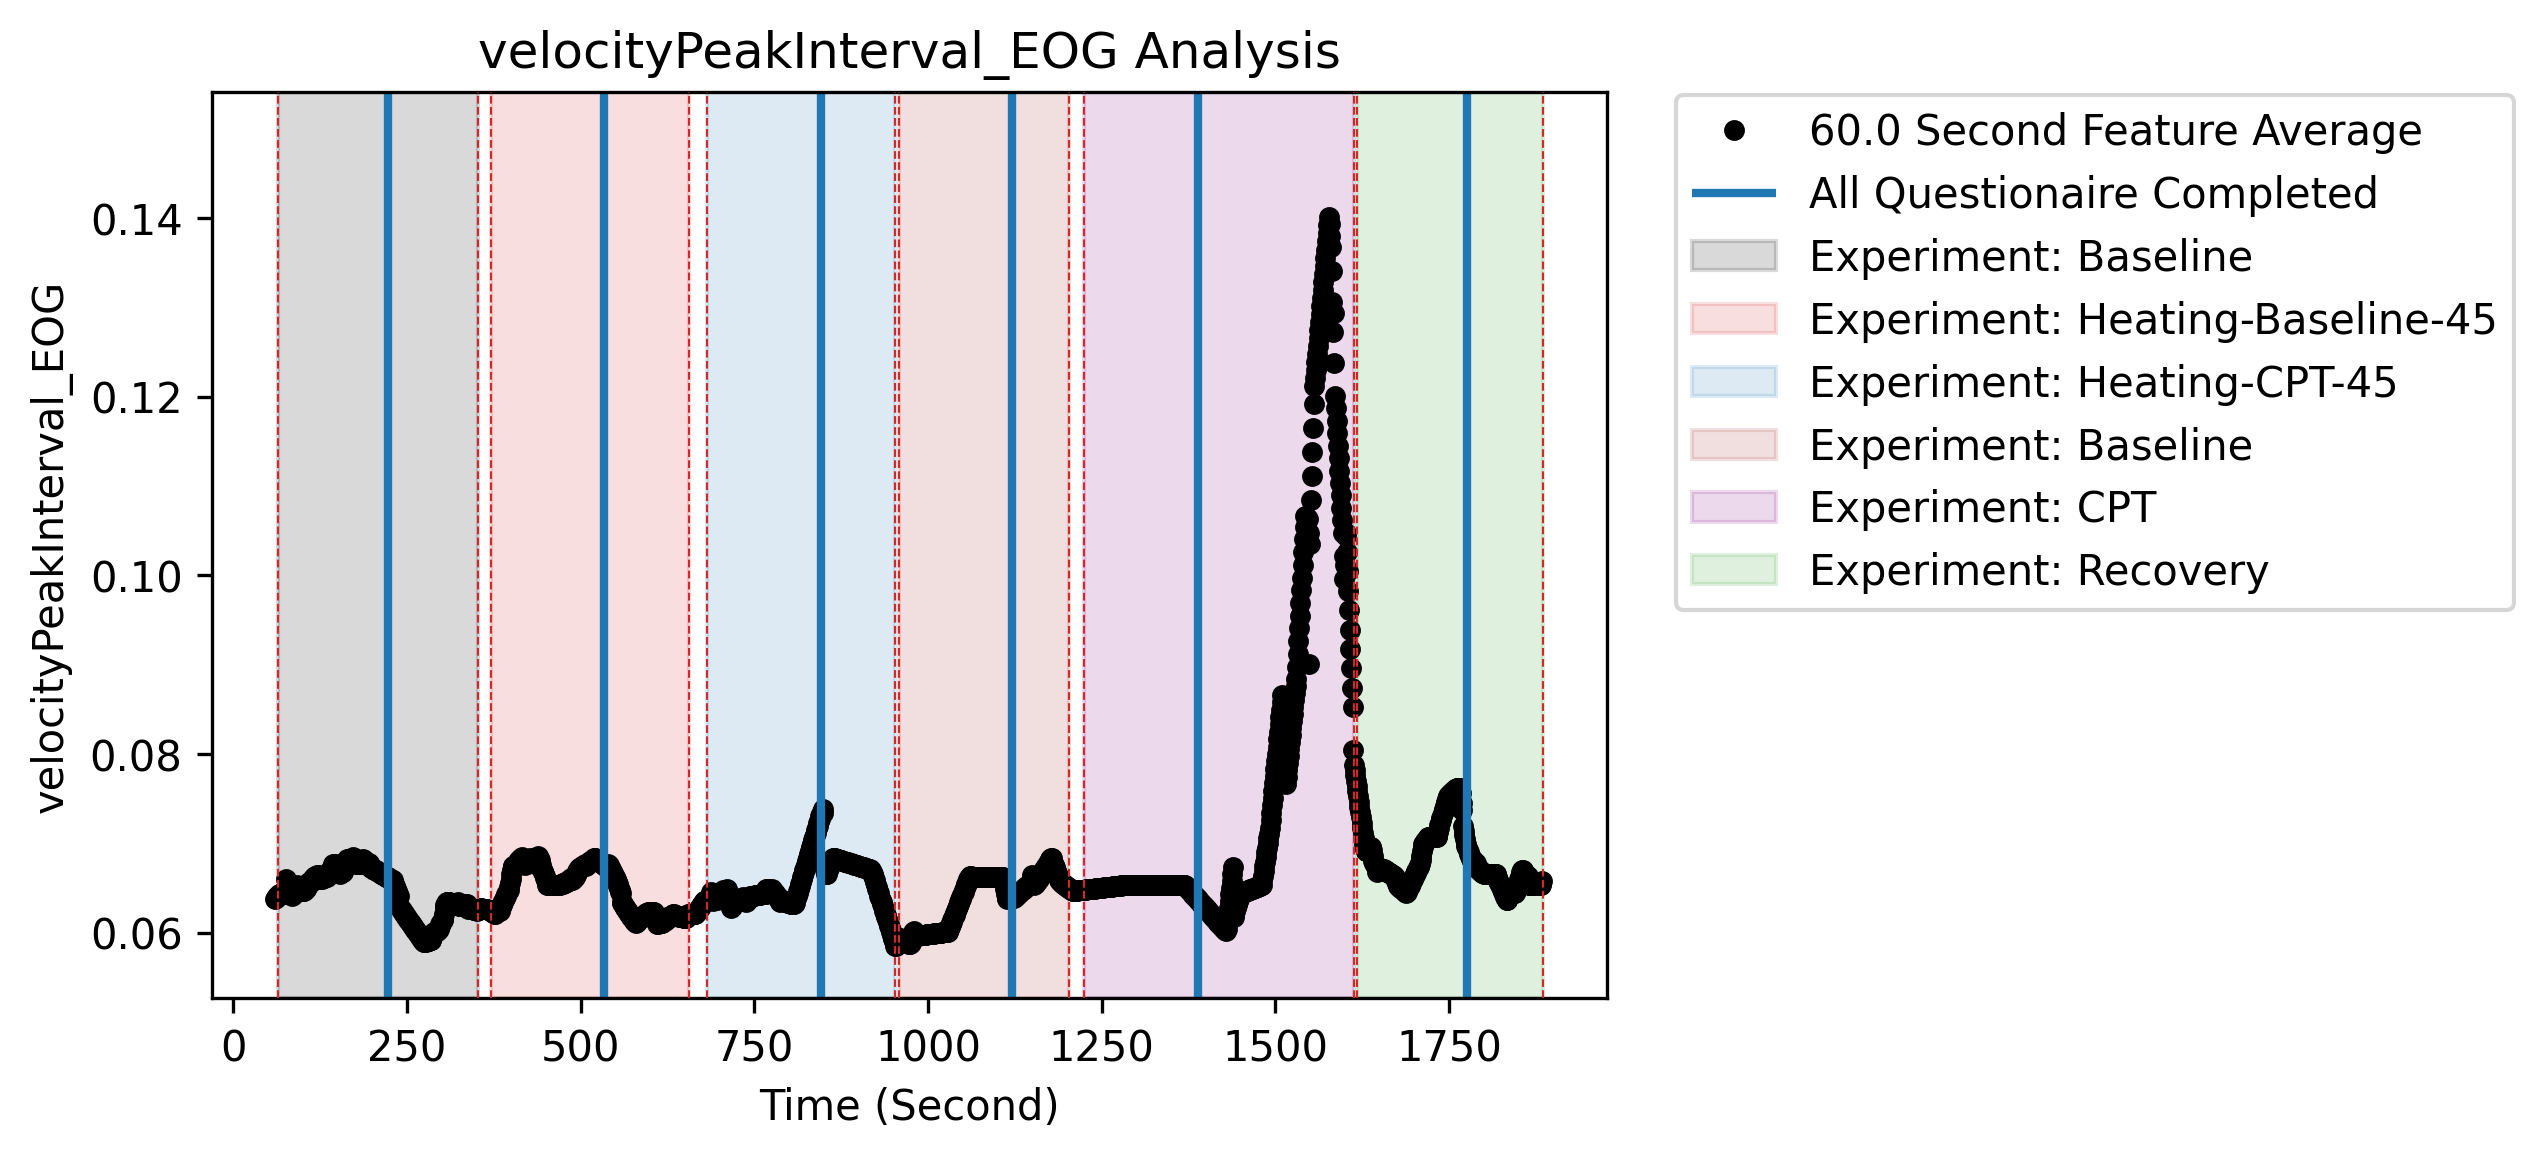 velocityPeakInterval_EOG Analysis
velocityPeakInterval_EOG
0.14
0.12
0.10
0.08
0.06
0 250 500 750 1000 1250 1500 1750
Time (Second)
60.0 Second Feature Average
All Questionaire Completed
Experiment: Baseline
Experiment: Heating-Baseline-45
Experiment: Heating-CPT-45
Experiment: Baseline
Experiment: CPT
Experiment: Recovery